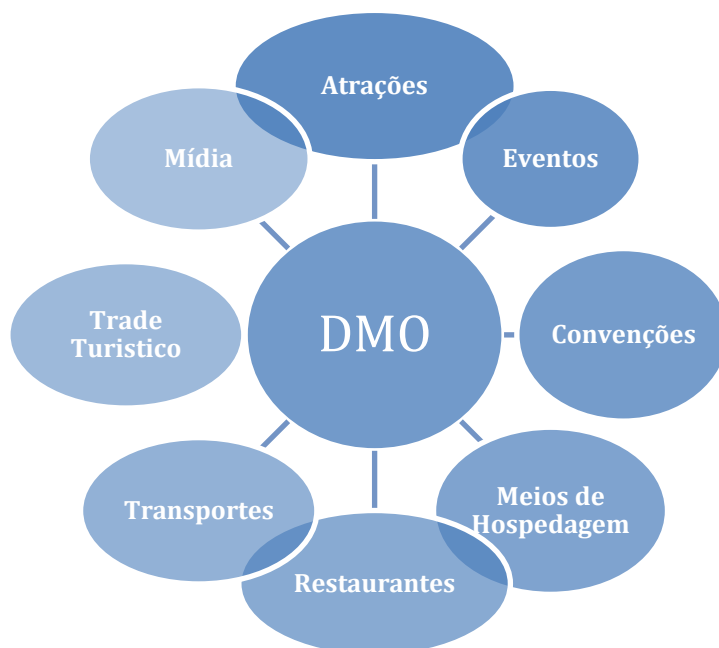 Atrações
Mídia
Eventos
DMO
Trade
Turistico
Convenções
Transportes
Meios de
Hospedagem
Restaurantes